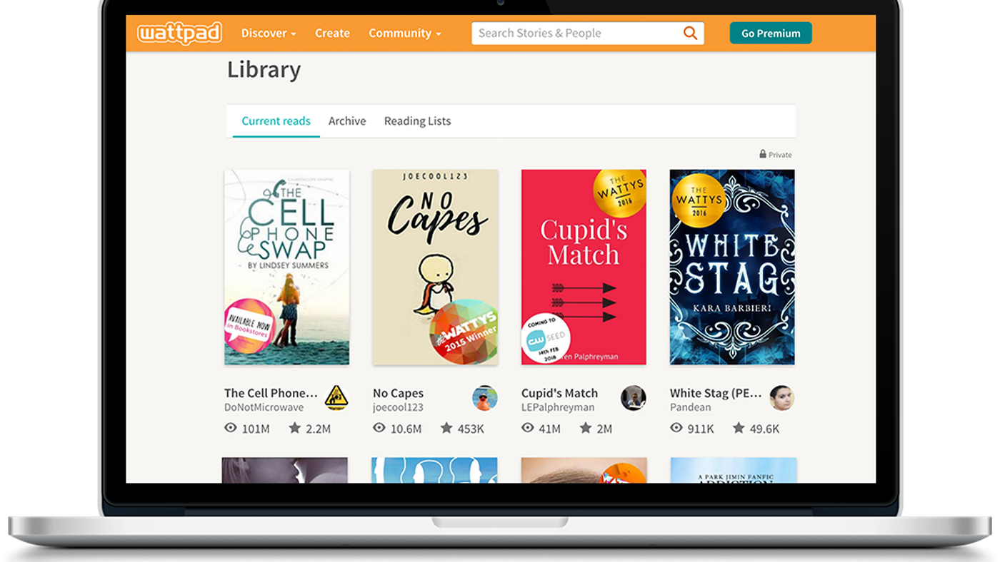 wattpad Discover Create Community Search Stories & People Go Premium
Library
Current reads Archive Reading Lists
Private
THE
CELL
PHONE
SWAP
BY LINDSEY SUMMERS
AVAILABLE NOW
in Bookstores
JOECOOL123
NO
Capes
the WATTYS
2015 Winner
THE
WATTYS
2016
Cupid's
Match
COMING TO
CW SEED
14th FEB
2018
Palphreyman
THE
WATTYS
2016
WHITE
STAG
KARA BARBIERI
The Cell Phone...
DoNotMicrowave
101M 2.2M
No Capes
joecool123
10.6M 453K
Cupid's Match
LEPalphreyman
41M 2M
White Stag (PE...
Pandean
911K 49.6K
A PARK JIMIN FANFIC
ADDICTION